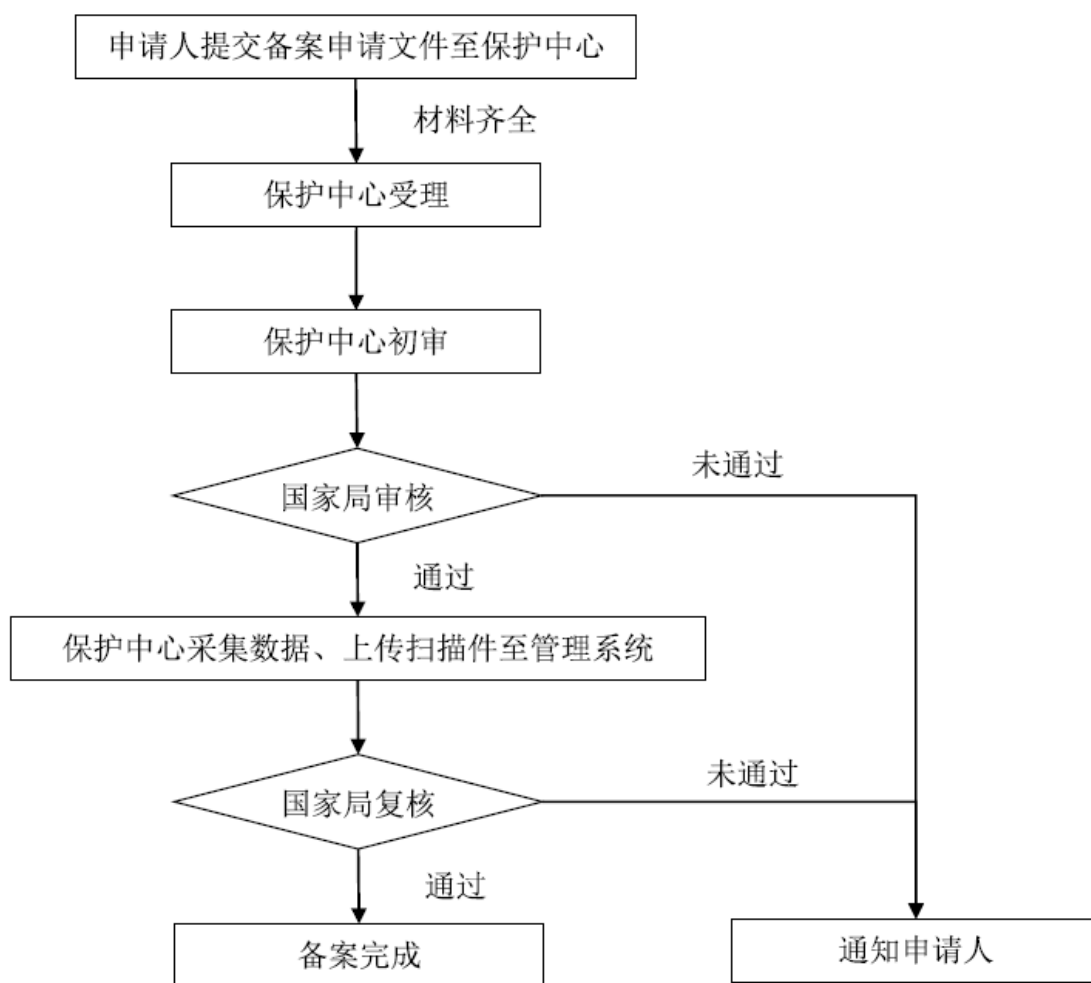 申请人提交备案申请文件至保护中心
材料齐全
保护中心受理
保护中心初审
国家局审核
未通过
通过
保护中心采集数据、上传扫描件至管理系统
国家局复核
未通过
通过
备案完成
通知申请人